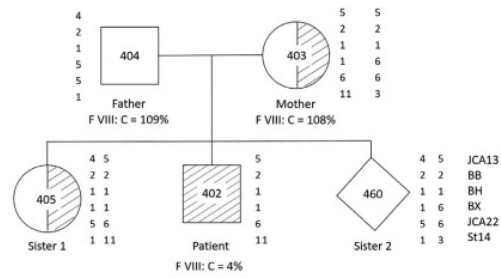 4 5 5
2 2 2
1 1 1
5 1 6
5 6 6
1 11 3
404 403
Father Mother
F VIII: C = 109% F VIII: C = 108%
4 5 5 4 5 JCA13
2 2 2 2 2 BB
1 1 1 1 1 BH
1 1 1 1 6 BX
5 6 6 5 6 JCA22
1 11 11 1 3 St14
405 402 460
Sister 1 Patient Sister 2
F VIII: C = 4%